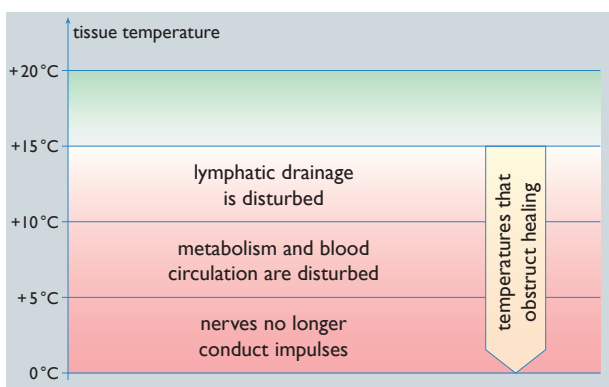 tissue temperature
+20°C
+15°C
lymphatic drainage
is disturbed
+10°C
metabolism and blood
circulation are disturbed
+5°C
nerves no longer
conduct impulses
0°C
temperatures that
obstruct healing